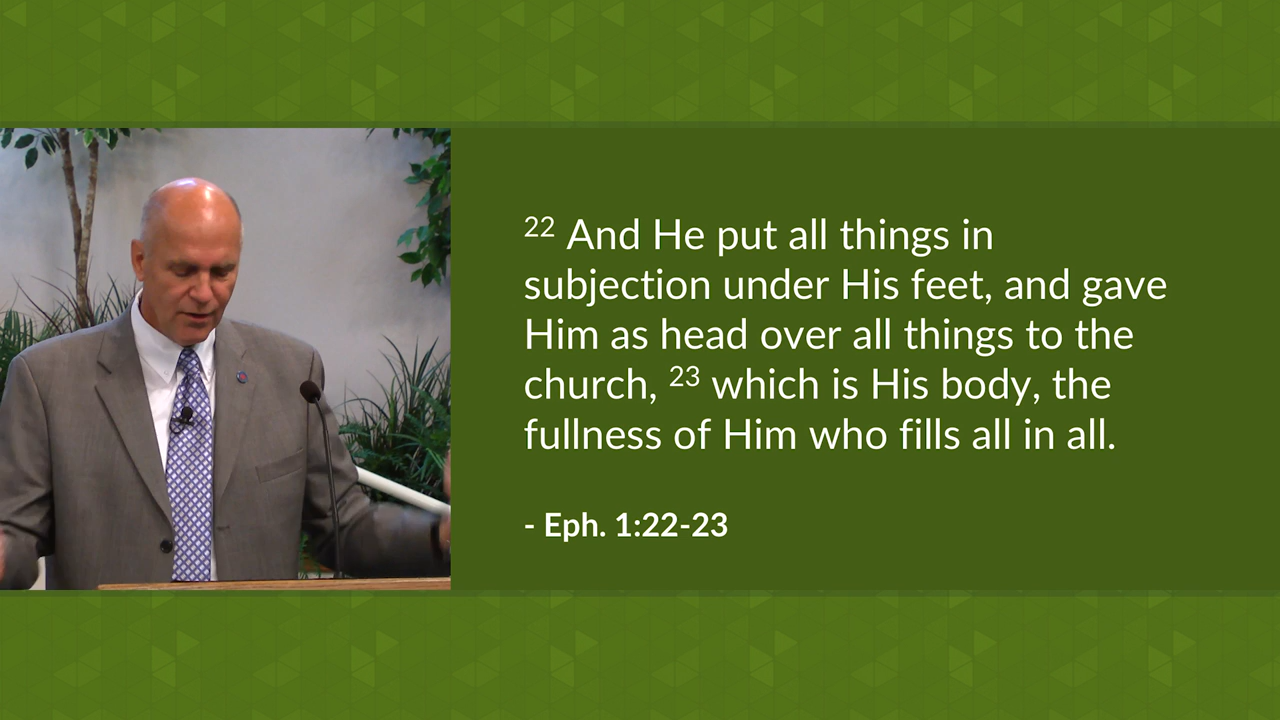 22 And He put all things in
subjection under His feet, and gave
Him as head over all things to the
church, 23 which is His body, the
fullness of Him who fills all in all.
- Eph. 1:22-23